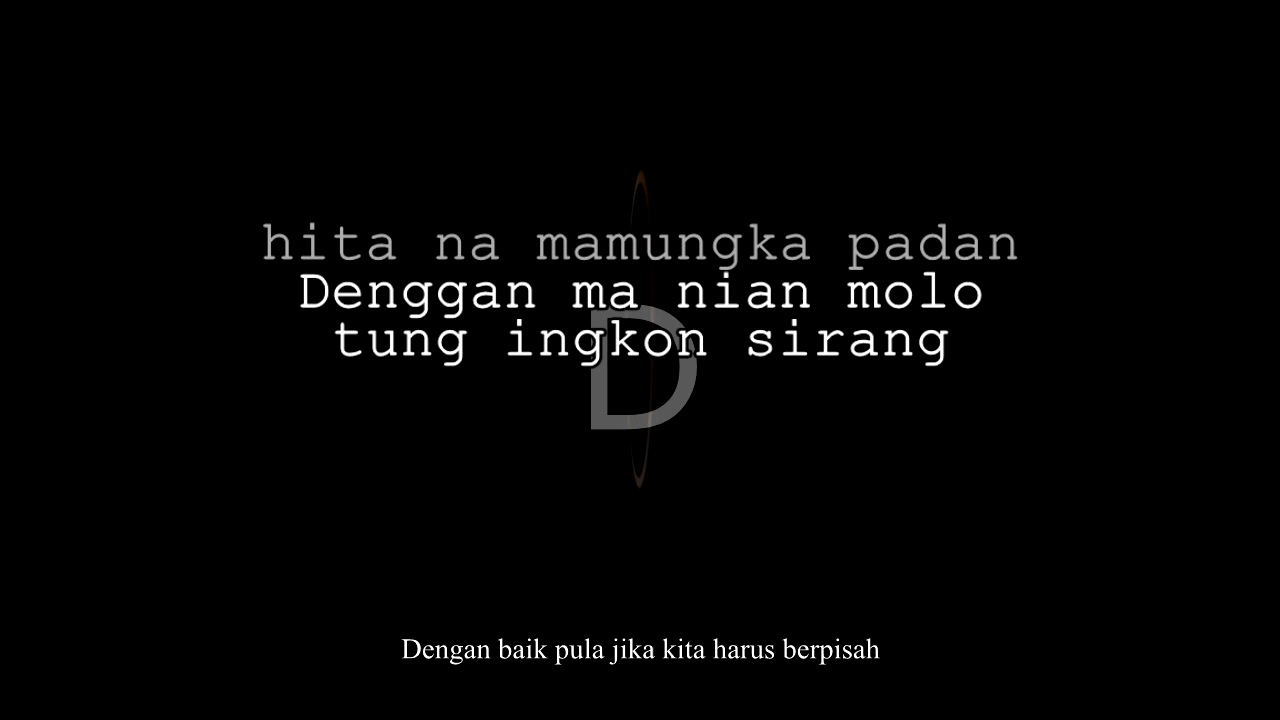 hita na mamungka padan
Denggan ma nian molo
tung ingkon sirang
D
Dengan baik pula jika kita harus berpisah